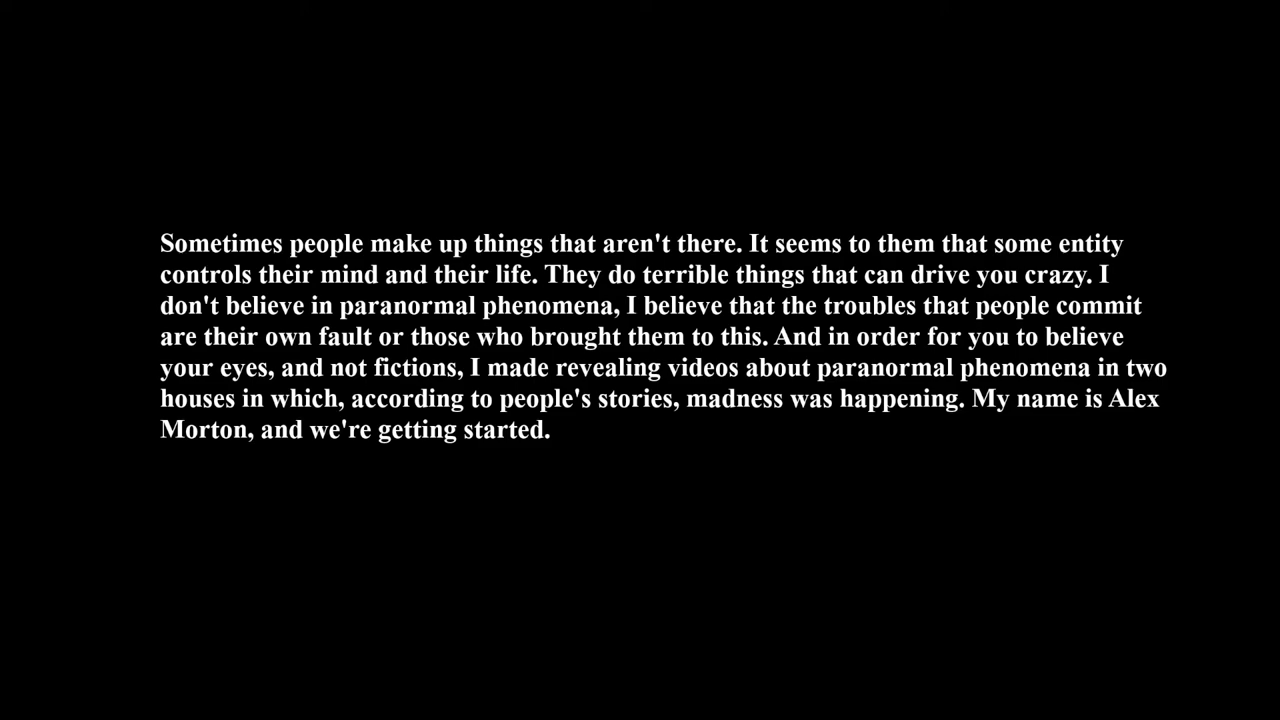 Sometimes people make up things that aren't there. It seems to them that some entity
controls their mind and their life. They do terrible things that can drive you crazy. I
don't believe in paranormal phenomena, I believe that the troubles that people commit
are their own fault or those who brought them to this. And in order for you to believe
your eyes, and not fictions, I made revealing videos about paranormal phenomena in two
houses in which, according to people's stories, madness was happening. My name is Alex
Morton, and we're getting started.